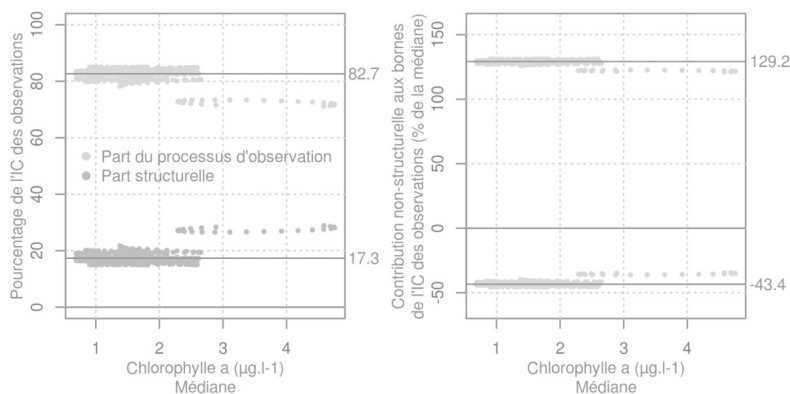 Pourcentage de l'IC des observations
100
80
60
40
20
0
82.7
17.3
Part du processus d'observation
Part structurelle
1 2 3 4
Chlorophylle a (µg.l-1)
Médiane
Contribution non-structurelle aux bornes
de l'IC des observations (% de la médiane)
150
100
50
0
-50
129.2
-43.4
1 2 3 4
Chlorophylle a (µg.l-1)
Médiane